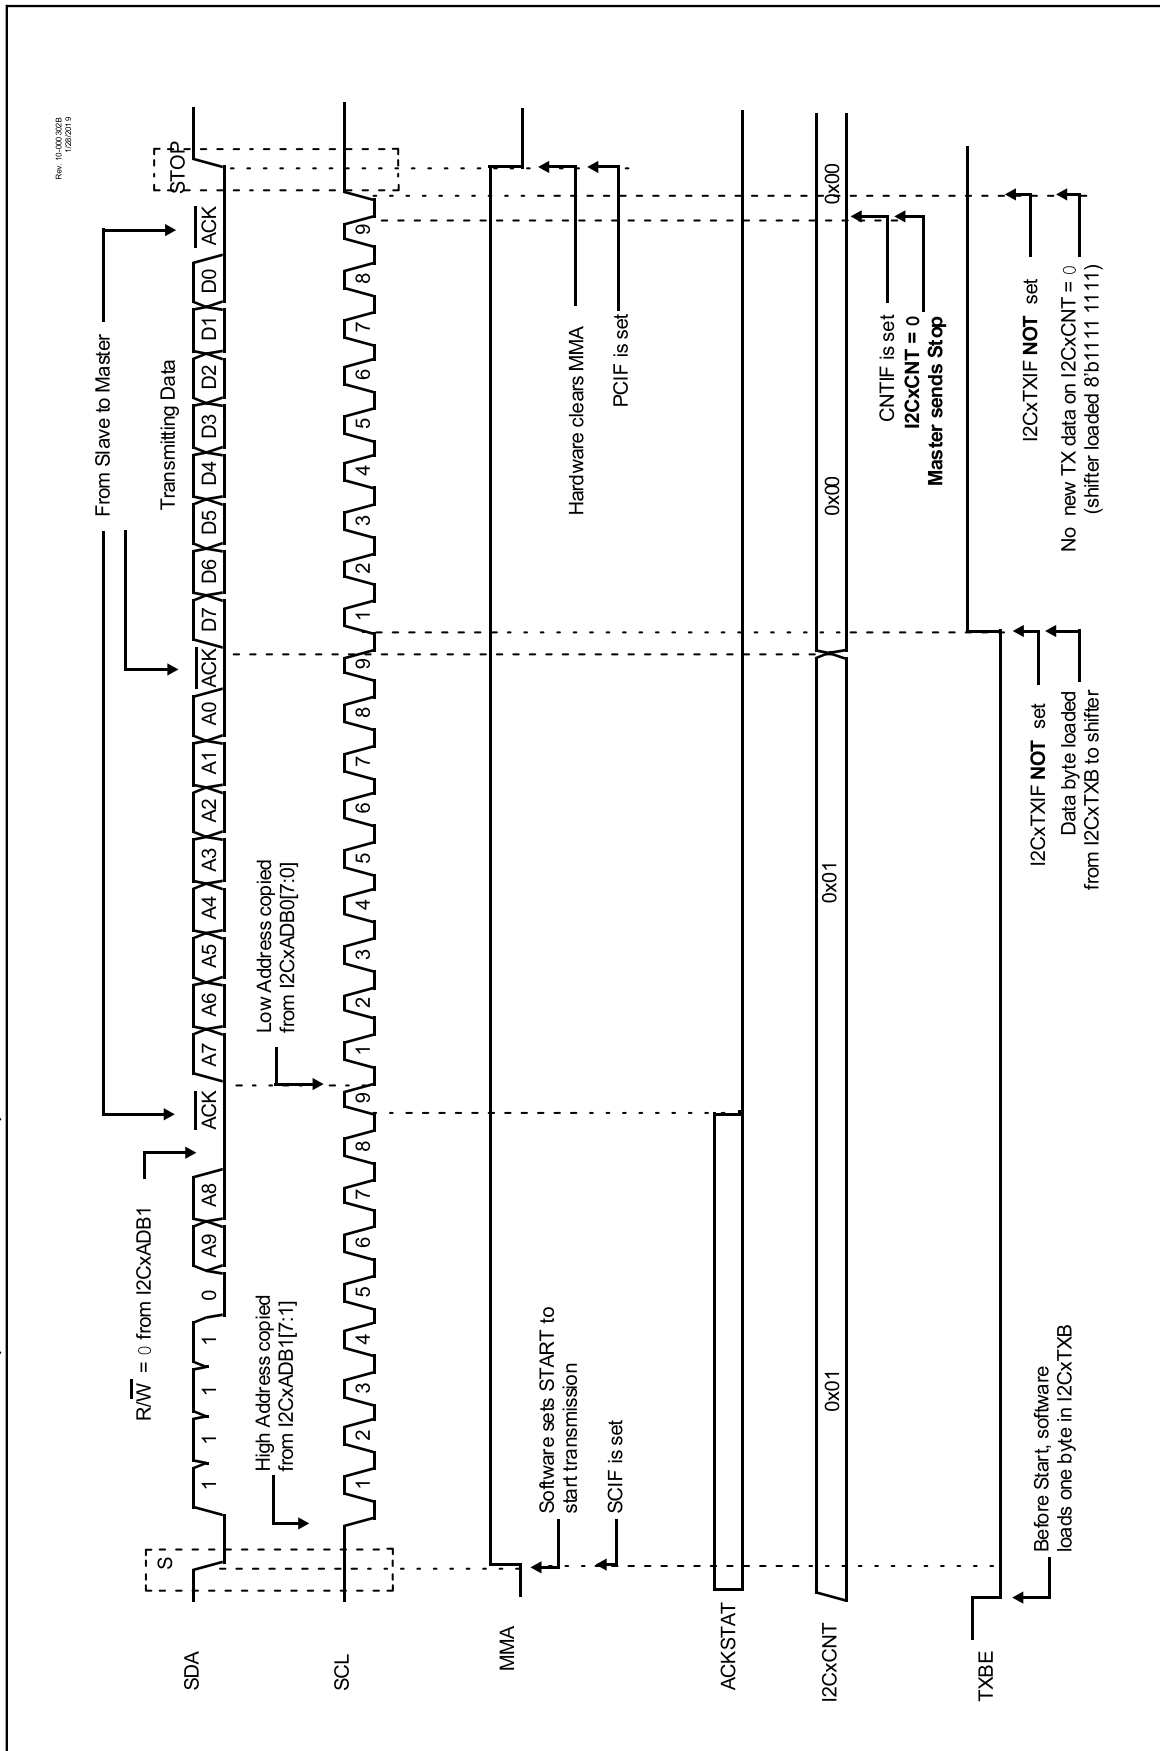 Rev. 10-000 302B
1/28/2019
From Slave to Master
Transmitting Data
R/W = 0 from I2CxADB1
S
1 1 1 1 0 A9 A8 ACK A7 A6 A5 A4 A3 A2 A1 A0 ACK D7 D6 D5 D4 D3 D2 D1 D0 ACK
STOP
SDA
High Address copied
from I2CxADB1[7:1]
Low Address copied
from I2CxADB0[7:0]
SCL
1 2 3 4 5 6 7 8 9 1 2 3 4 5 6 7 8 9 1 2 3 4 5 6 7 8 9
MMA
Software sets START to
start transmission
SCIF is set
Hardware clears MMA
PCIF is set
ACKSTAT
I2CxCNT
0x01 0x01 0x00 0x00
CNTIF is set
I2CxCNT = 0
Master sends Stop
TXBE
Before Start, software
loads one byte in I2CxTXB
I2CxTXIF NOT set
Data byte loaded
from I2CxTXB to shifter
I2CxTXIF NOT set
No new TX data on I2CxCNT = 0
(shifter loaded 8'b1111 1111)